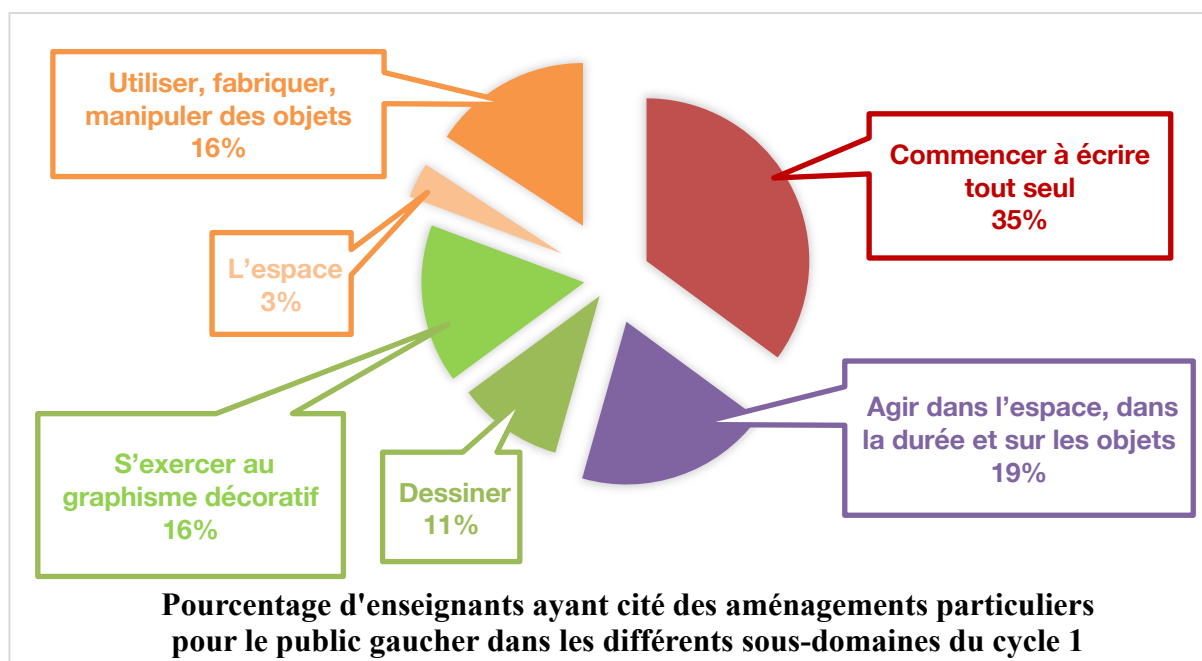 Utiliser, fabriquer,
manipuler des objets
16%
Commencer à écrire
tout seul
35%
L’espace
3%
Agir dans l’espace, dans
la durée et sur les objets
19%
S’exercer au
graphisme décoratif
16%
Dessiner
11%
Pourcentage d'enseignants ayant cité des aménagements particuliers
pour le public gaucher dans les différents sous-domaines du cycle 1